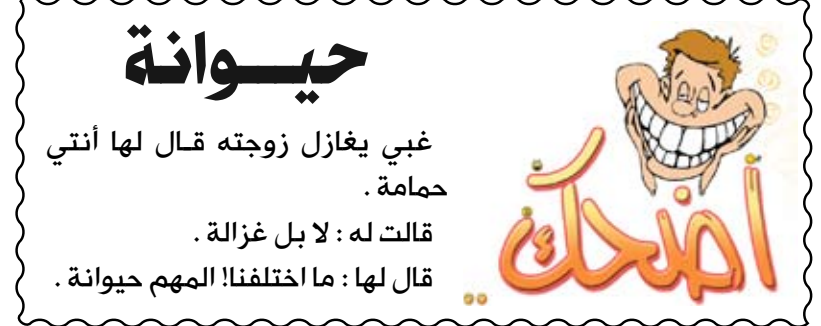 حيـــوانة
غبي يغازل زوجته قـال لها أنتي
حمامة .
قالت له : لا بل غزالة .
قال لها : ما اختلفنا! المهم حيوانة .
أضحك ..